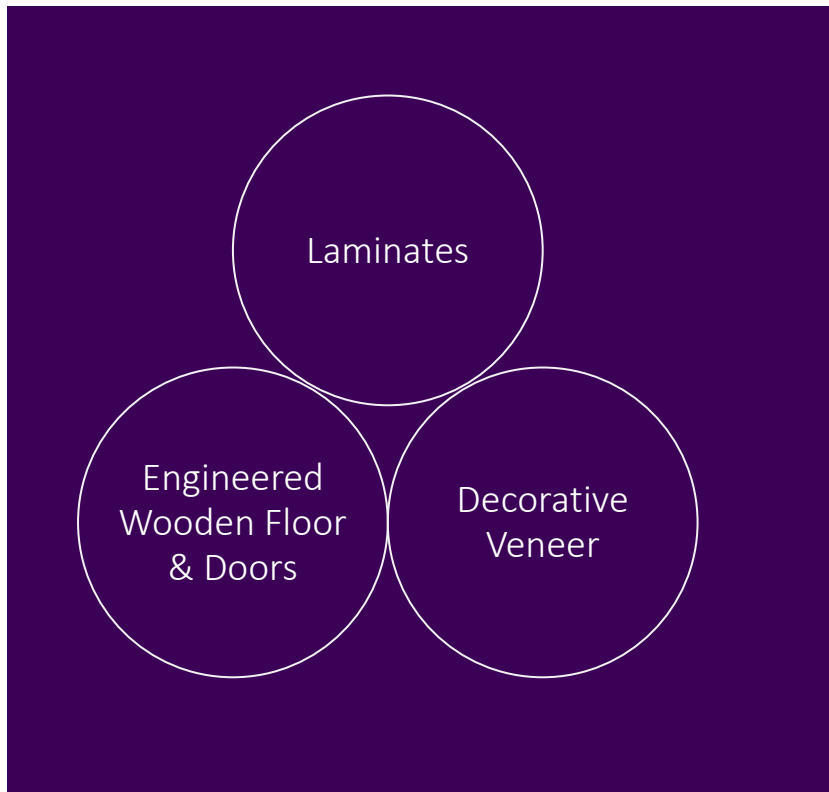 Laminates
Engineered
Wooden Floor
& Doors
Decorative
Veneer